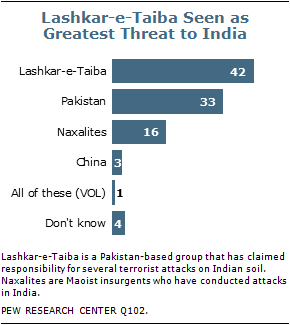 Lashkar-e-Taiba Seen as
Greatest Threat to India
Lashkar-e-Taiba 42
Pakistan 33
Naxalites 16
China 3
All of these (VOL) 1
Don't know 4
Lashkar-e-Taiba is a Pakistan-based group that has claimed
responsibility for several terrorist attacks on Indian soil.
Naxalites are Maoist insurgents who have conducted attacks
in India.
PEW RESEARCH CENTER Q102.